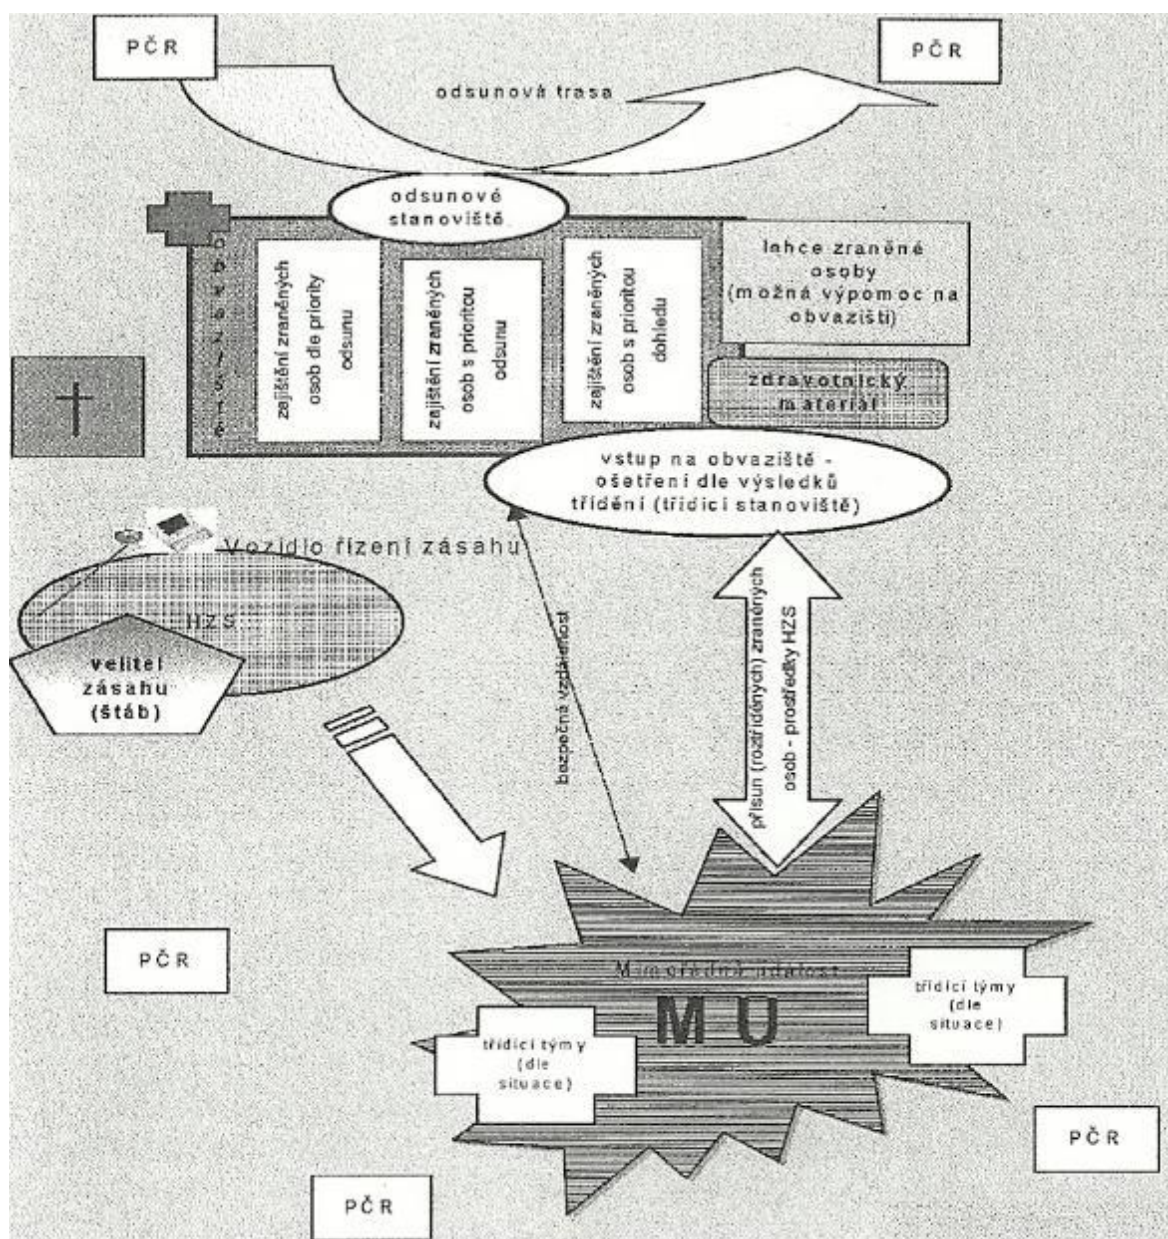 PČR
PČR
odsunová trasa
odsunové
stanoviště
obvaziště
zajištění zraněných
osob dle priority
odsunu
zajištění zraněných
osob s prioritou
odsunu
zajištění zraněných
osob s prioritou
dohledu
lehce zraněné
osoby
(možná výpomoc na
obvazišti)
zdravotnický
materiál
vstup na obvaziště -
ošetření dle výsledků
třídění (třídicí stanoviště)
Vozidlo řízení zásahu
HZS
velitel
zásahu
(štáb)
bezpečná vzdálenost
přísun (roztříděných) zraněných
osob - prostředky HZS
PČR
Mimořádná událost
MU
třídící týmy
(dle
situace)
třídící týmy
(dle
situace)
PČR
PČR